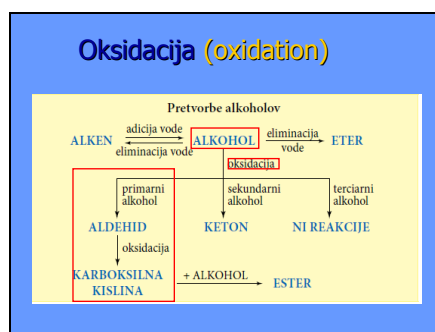 Oksidacija (oxidation)
Pretvorbe alkoholov
adicija vode
eliminacija
ALKEN ALKOHOL ETER
eliminacija vode
vode
oksidacija
primarni sekundarni terciarni
alkohol alkohol alkohol
ALDEHID KETON NI REAKCIJE
oksidacija
KARBOKSILNA + ALKOHOL
KISLINA ESTER